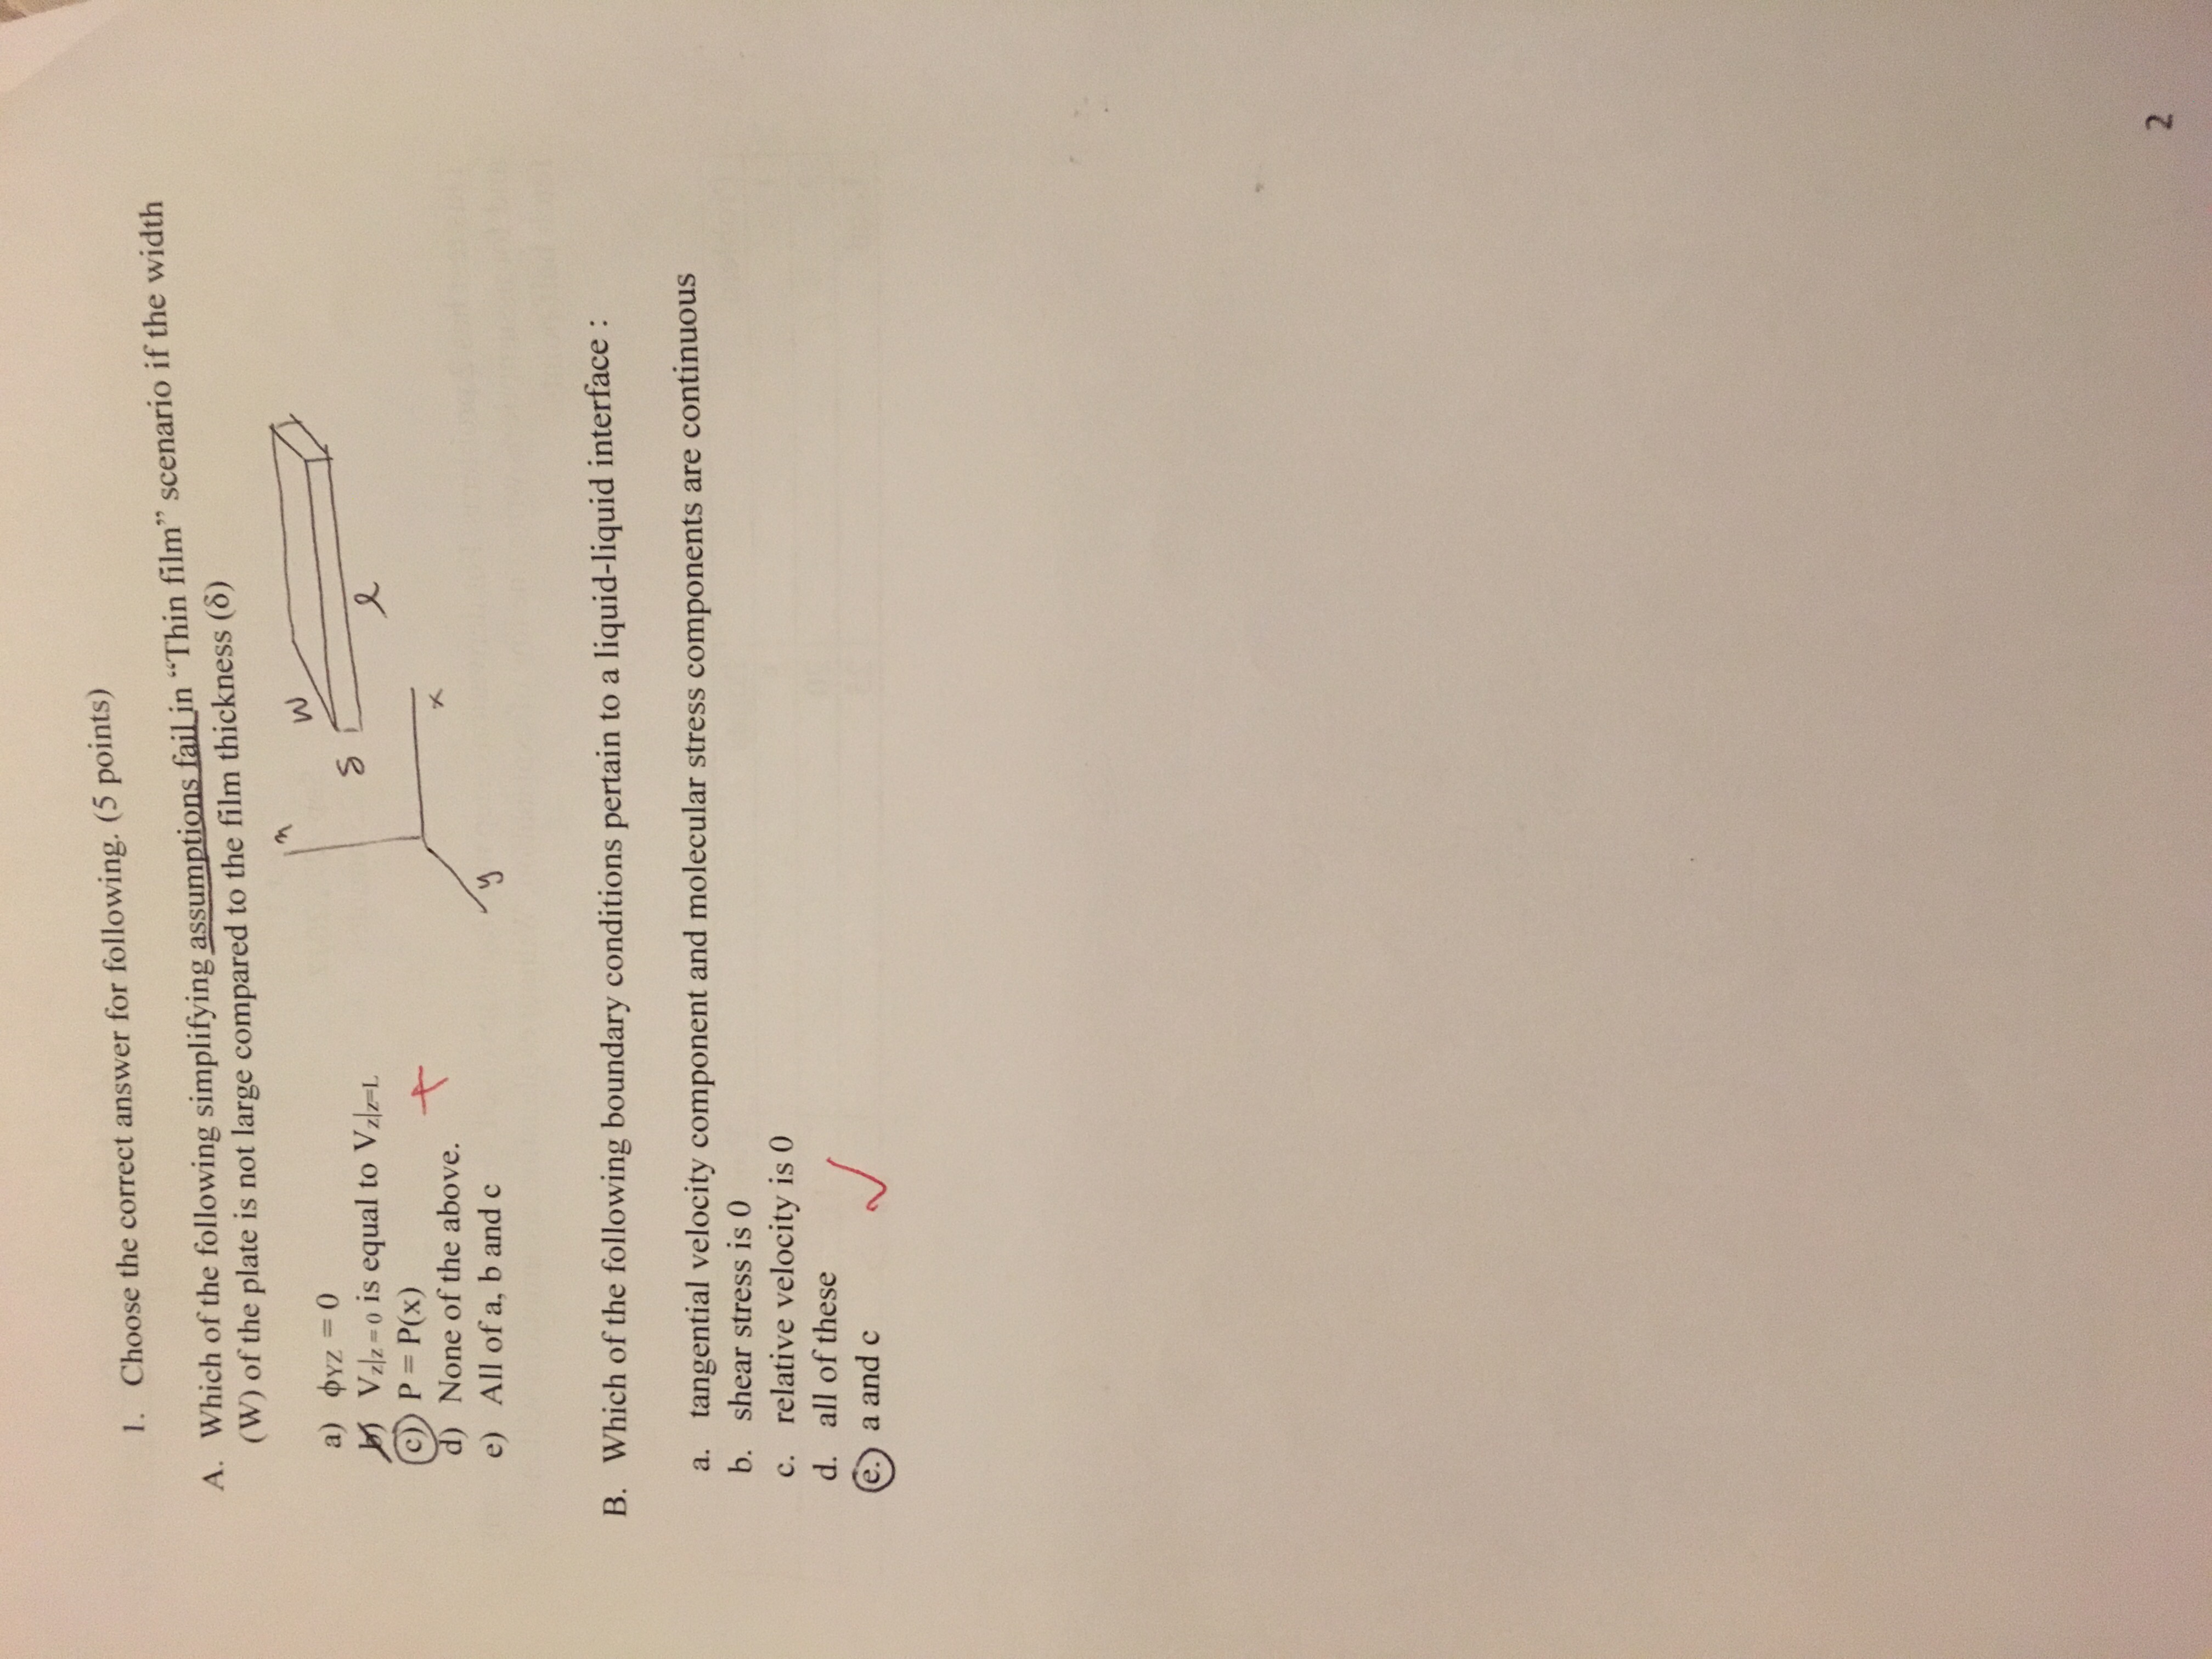 1. Choose the correct answer for following. (5 points)
A. Which of the following simplifying assumptions fail in “Thin film” scenario if the width
(W) of the plate is not large compared to the film thickness (δ)
a) ϕYZ = 0
b) Vz|z = 0 is equal to Vz|z=L
c) P = P(x)
d) None of the above.
e) All of a, b and c
W
δ
l
x
y
B. Which of the following boundary conditions pertain to a liquid-liquid interface :
a. tangential velocity component and molecular stress components are continuous
b. shear stress is 0
c. relative velocity is 0
d. all of these
e. a and c
2